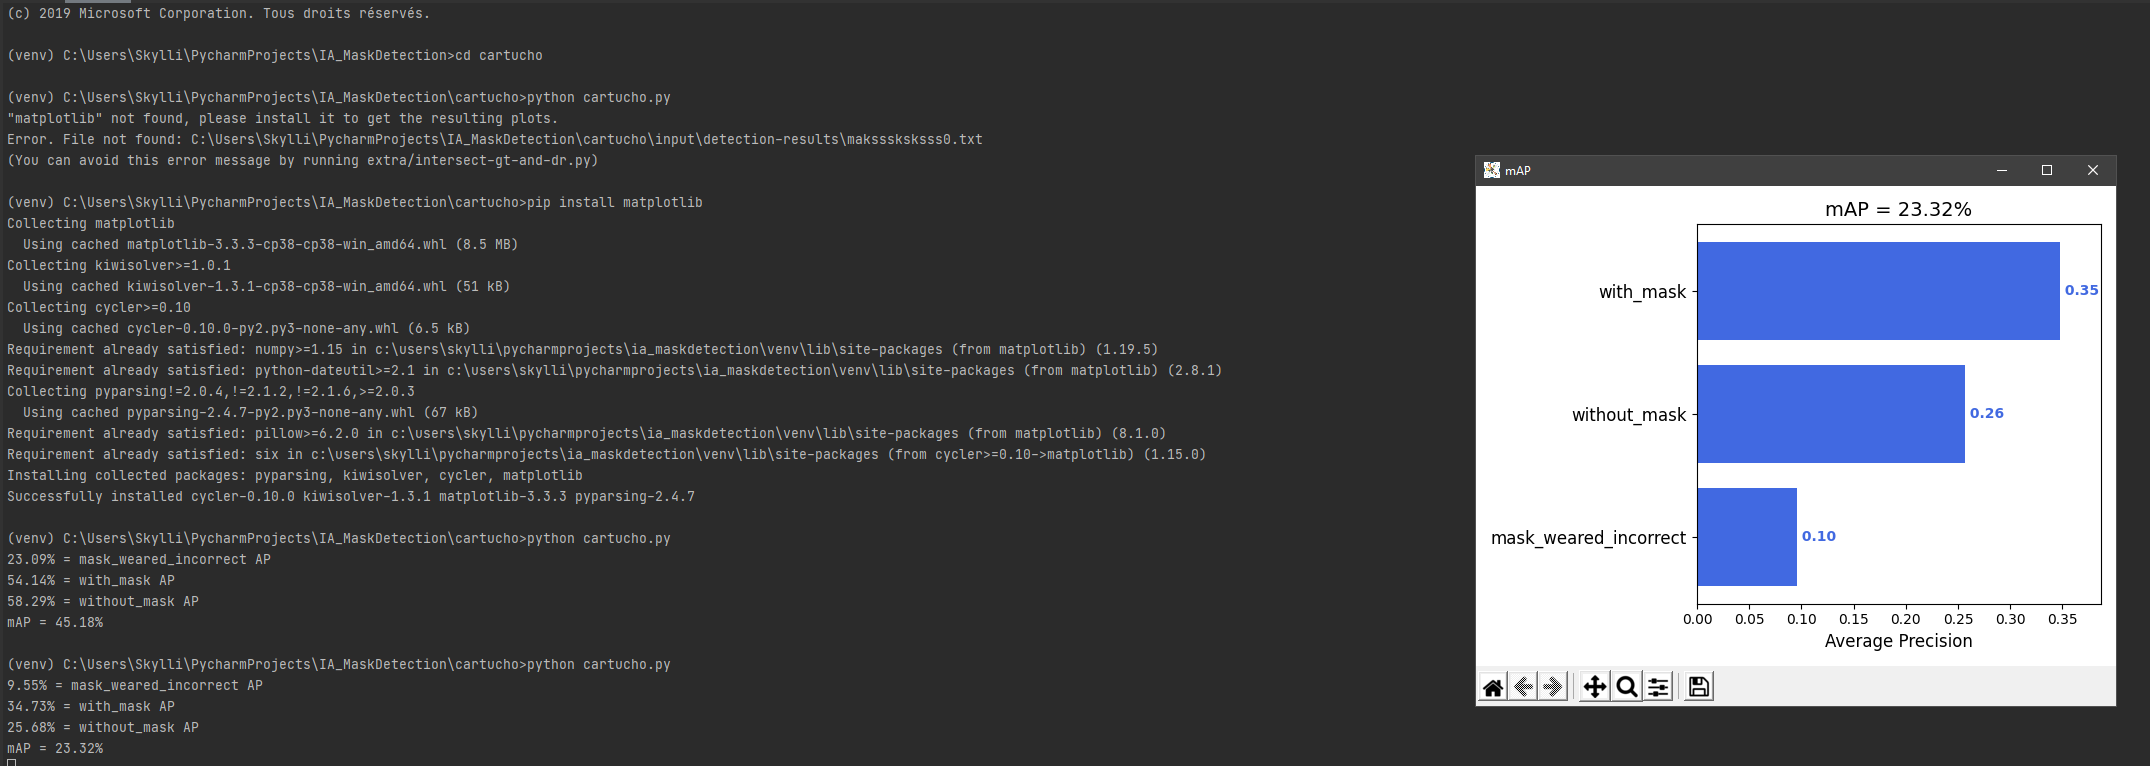 (c) 2019 Microsoft Corporation. Tous droits réservés.
(venv) C:\Users\Skylli\PycharmProjects\IA_MaskDetection>cd cartucho
(venv) C:\Users\Skylli\PycharmProjects\IA_MaskDetection\cartucho>python cartucho.py
"matplotlib" not found, please install it to get the resulting plots.
Error. File not found: C:\Users\Skylli\PycharmProjects\IA_MaskDetection\cartucho\input\detection-results\maksssksksss0.txt
(You can avoid this error message by running extra/intersect-gt-and-dr.py)
(venv) C:\Users\Skylli\PycharmProjects\IA_MaskDetection\cartucho>pip install matplotlib
Collecting matplotlib
Using cached matplotlib-3.3.3-cp38-cp38-win_amd64.whl (8.5 MB)
Collecting kiwisolver>=1.0.1
Using cached kiwisolver-1.3.1-cp38-cp38-win_amd64.whl (51 kB)
Collecting cycler>=0.10
Using cached cycler-0.10.0-py2.py3-none-any.whl (6.5 kB)
Requirement already satisfied: numpy>=1.15 in c:\users\skylli\pycharmprojects\ia_maskdetection\venv\lib\site-packages (from matplotlib) (1.19.5)
Requirement already satisfied: python-dateutil>=2.1 in c:\users\skylli\pycharmprojects\ia_maskdetection\venv\lib\site-packages (from matplotlib) (2.8.1)
Collecting pyparsing!=2.0.4,!=2.1.2,!=2.1.6,>=2.0.3
Using cached pyparsing-2.4.7-py2.py3-none-any.whl (67 kB)
Requirement already satisfied: pillow>=6.2.0 in c:\users\skylli\pycharmprojects\ia_maskdetection\venv\lib\site-packages (from matplotlib) (8.1.0)
Requirement already satisfied: six in c:\users\skylli\pycharmprojects\ia_maskdetection\venv\lib\site-packages (from cycler>=0.10->matplotlib) (1.15.0)
Installing collected packages: pyparsing, kiwisolver, cycler, matplotlib
Successfully installed cycler-0.10.0 kiwisolver-1.3.1 matplotlib-3.3.3 pyparsing-2.4.7
(venv) C:\Users\Skylli\PycharmProjects\IA_MaskDetection\cartucho>python cartucho.py
23.09% = mask_weared_incorrect AP
54.14% = with_mask AP
58.29% = without_mask AP
mAP = 45.18%
(venv) C:\Users\Skylli\PycharmProjects\IA_MaskDetection\cartucho>python cartucho.py
9.55% = mask_weared_incorrect AP
34.73% = with_mask AP
25.68% = without_mask AP
mAP = 23.32%
mAP
mAP = 23.32%
with_mask 0.35
without_mask 0.26
mask_weared_incorrect 0.10
0.00 0.05 0.10 0.15 0.20 0.25 0.30 0.35
Average Precision